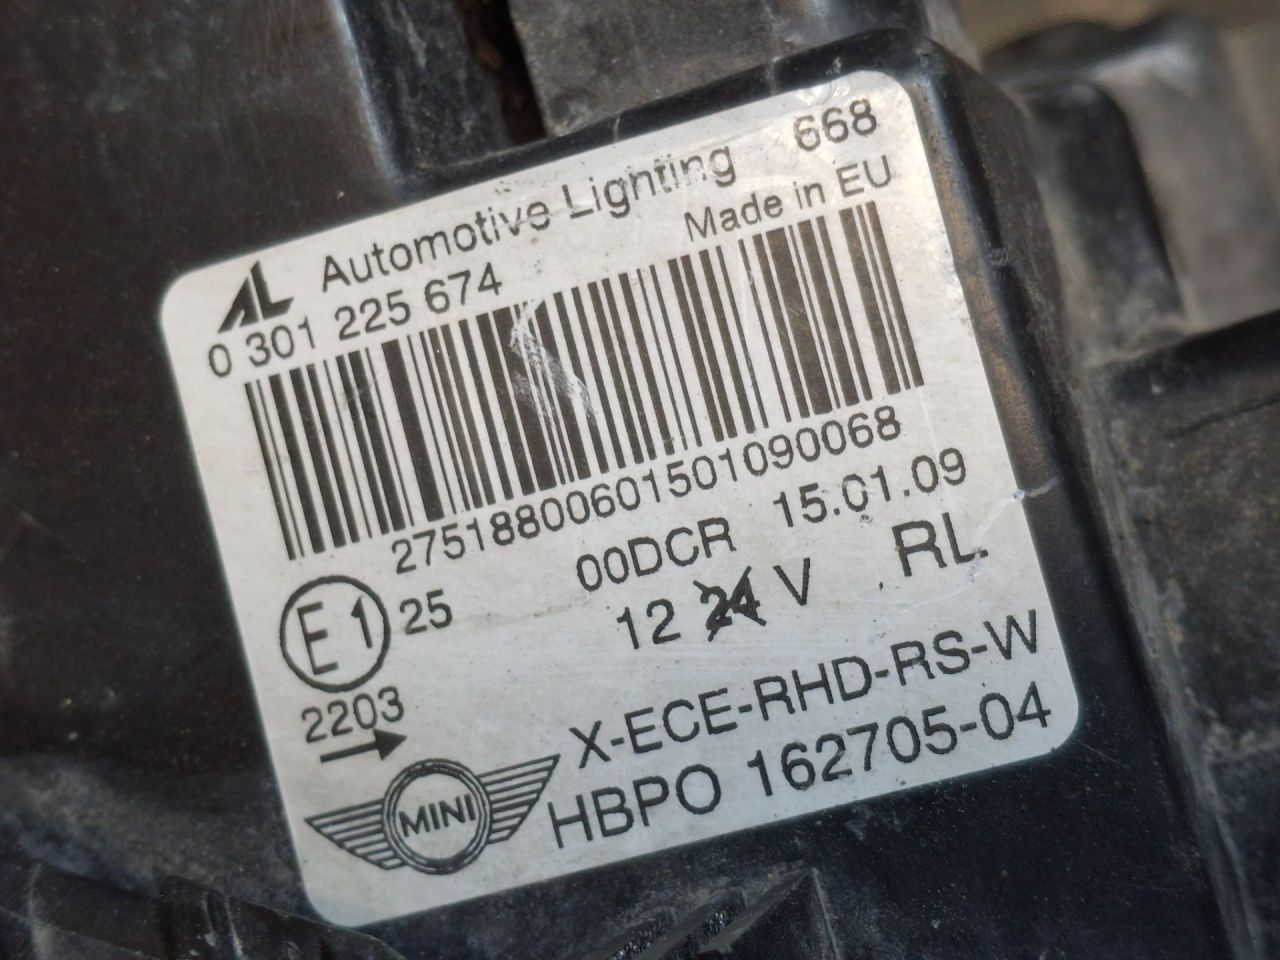 AL Automotive Lighting 668
0 301 225 674 Made in EU
27518800601501090068
00DCR 15.01.09
E1 25 12 24 V RL
2203
X-ECE-RHD-RS-W
MINI HBPO 162705-04